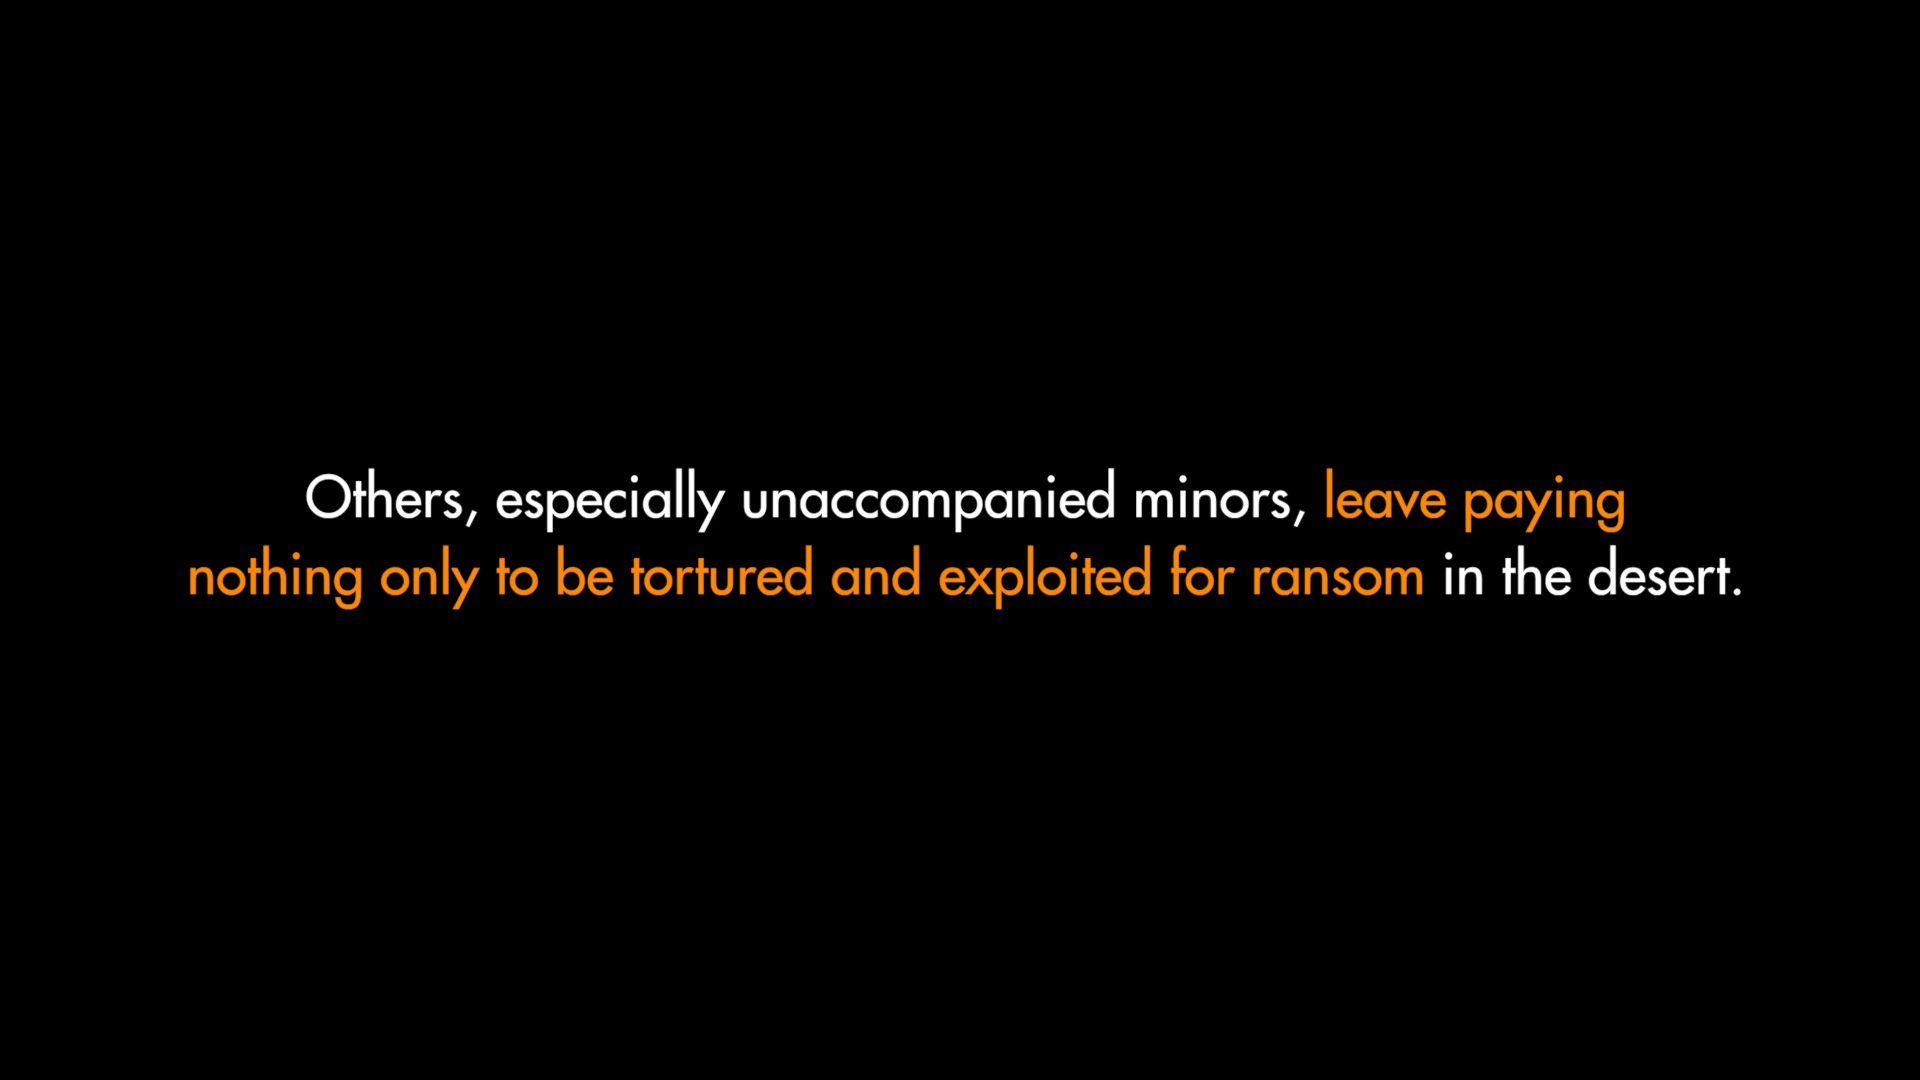 Others, especially unaccompanied minors, leave paying
nothing only to be tortured and exploited for ransom in the desert.